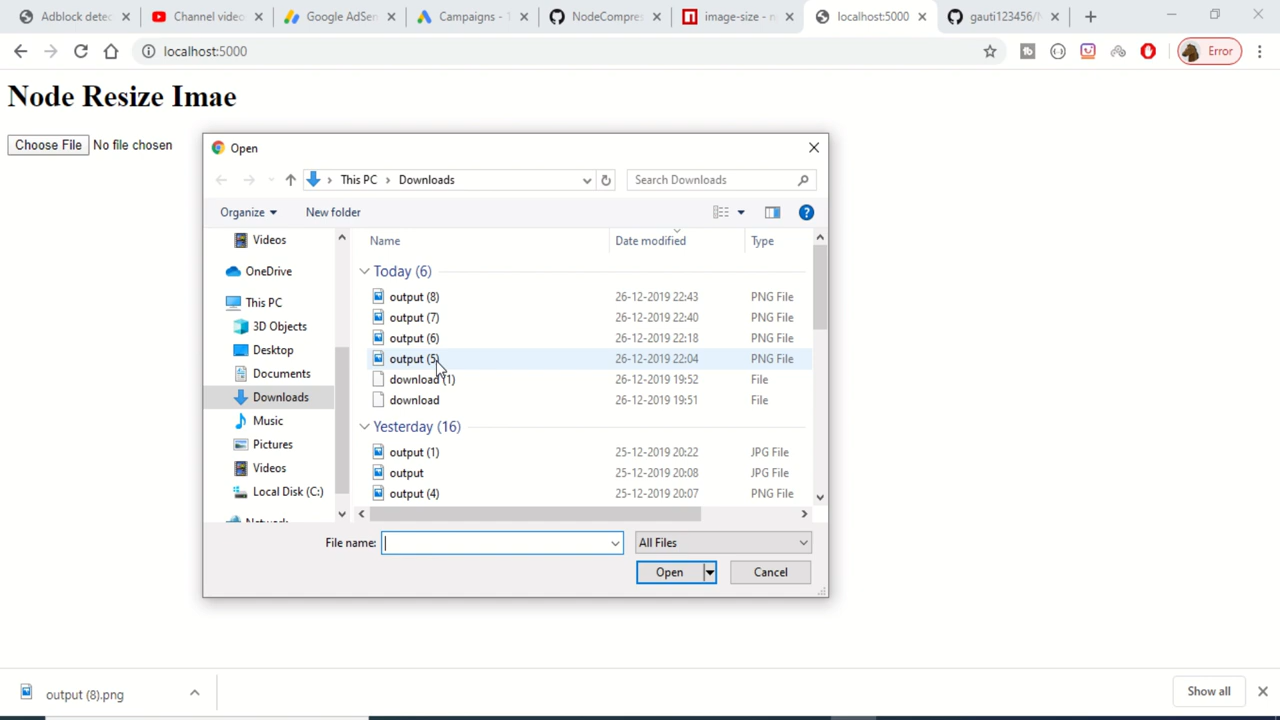 Adblock detec
Channel video
Google AdSen
Campaigns - 1
NodeCompres
image-size - n
localhost:5000
gauti123456/N
localhost:5000
Error
Node Resize Imae
Choose File No file chosen
Open
This PC Downloads
Search Downloads
Organize New folder
Name Date modified Type
Videos
OneDrive
This PC
3D Objects
Desktop
Documents
Downloads
Music
Pictures
Videos
Local Disk (C:)
Network
Today (6)
output (8) 26-12-2019 22:43 PNG File
output (7) 26-12-2019 22:40 PNG File
output (6) 26-12-2019 22:18 PNG File
output (5) 26-12-2019 22:04 PNG File
download (1) 26-12-2019 19:52 File
download 26-12-2019 19:51 File
Yesterday (16)
output (1) 25-12-2019 20:22 JPG File
output 25-12-2019 20:08 JPG File
output (4) 25-12-2019 20:07 PNG File
File name: All Files
Open Cancel
output (8).png
Show all